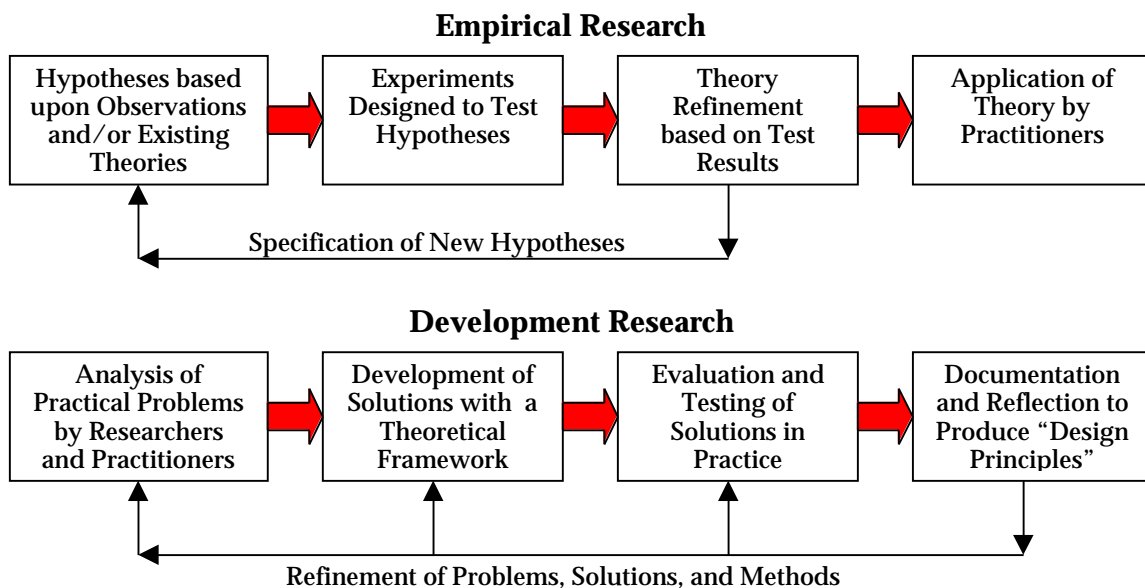 Empirical Research
Hypotheses based
upon Observations
and/or Existing
Theories
Experiments
Designed to Test
Hypotheses
Theory
Refinement
based on Test
Results
Application of
Theory by
Practitioners
Specification of New Hypotheses
Development Research
Analysis of
Practical Problems
by Researchers
and Practitioners
Development of
Solutions with a
Theoretical
Framework
Evaluation and
Testing of
Solutions in
Practice
Documentation
and Reflection to
Produce “Design
Principles”
Refinement of Problems, Solutions, and Methods